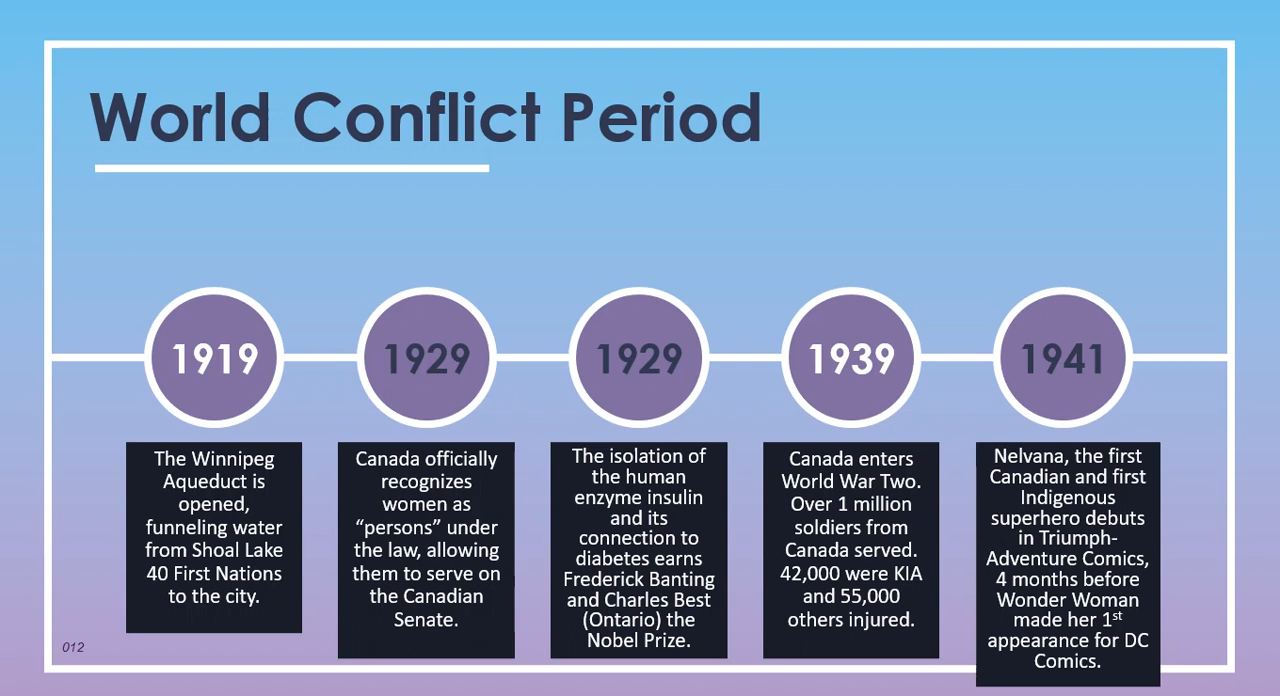 World Conflict Period
1919
1929
1929
1939
1941
The Winnipeg
Aqueduct is
opened,
funneling water
from Shoal Lake
40 First Nations
to the city.
Canada officially
recognizes
women as
“persons” under
the law, allowing
them to serve on
the Canadian
Senate.
The isolation of
the human
enzyme insulin
and its
connection to
diabetes earns
Frederick Banting
and Charles Best
(Ontario) the
Nobel Prize.
Canada enters
World War Two.
Over 1 million
soldiers from
Canada served.
42,000 were KIA
and 55,000
others injured.
Nelvana, the first
Canadian and first
Indigenous
superhero debuts
in Triumph-
Adventure Comics,
4 months before
Wonder Woman
made her 1st
appearance for DC
Comics.
012